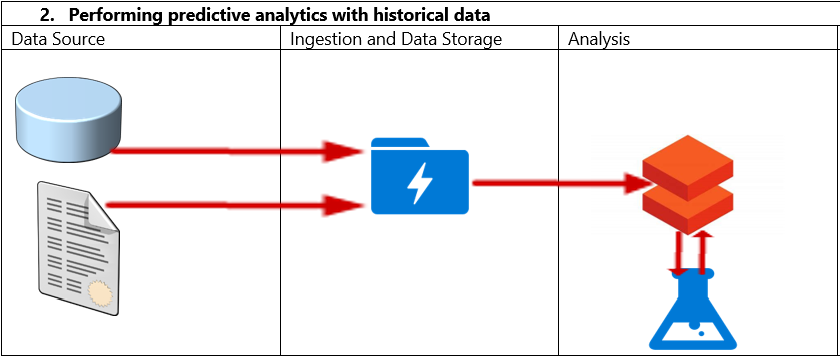 2. Performing predictive analytics with historical data
Data Source
Ingestion and Data Storage
Analysis